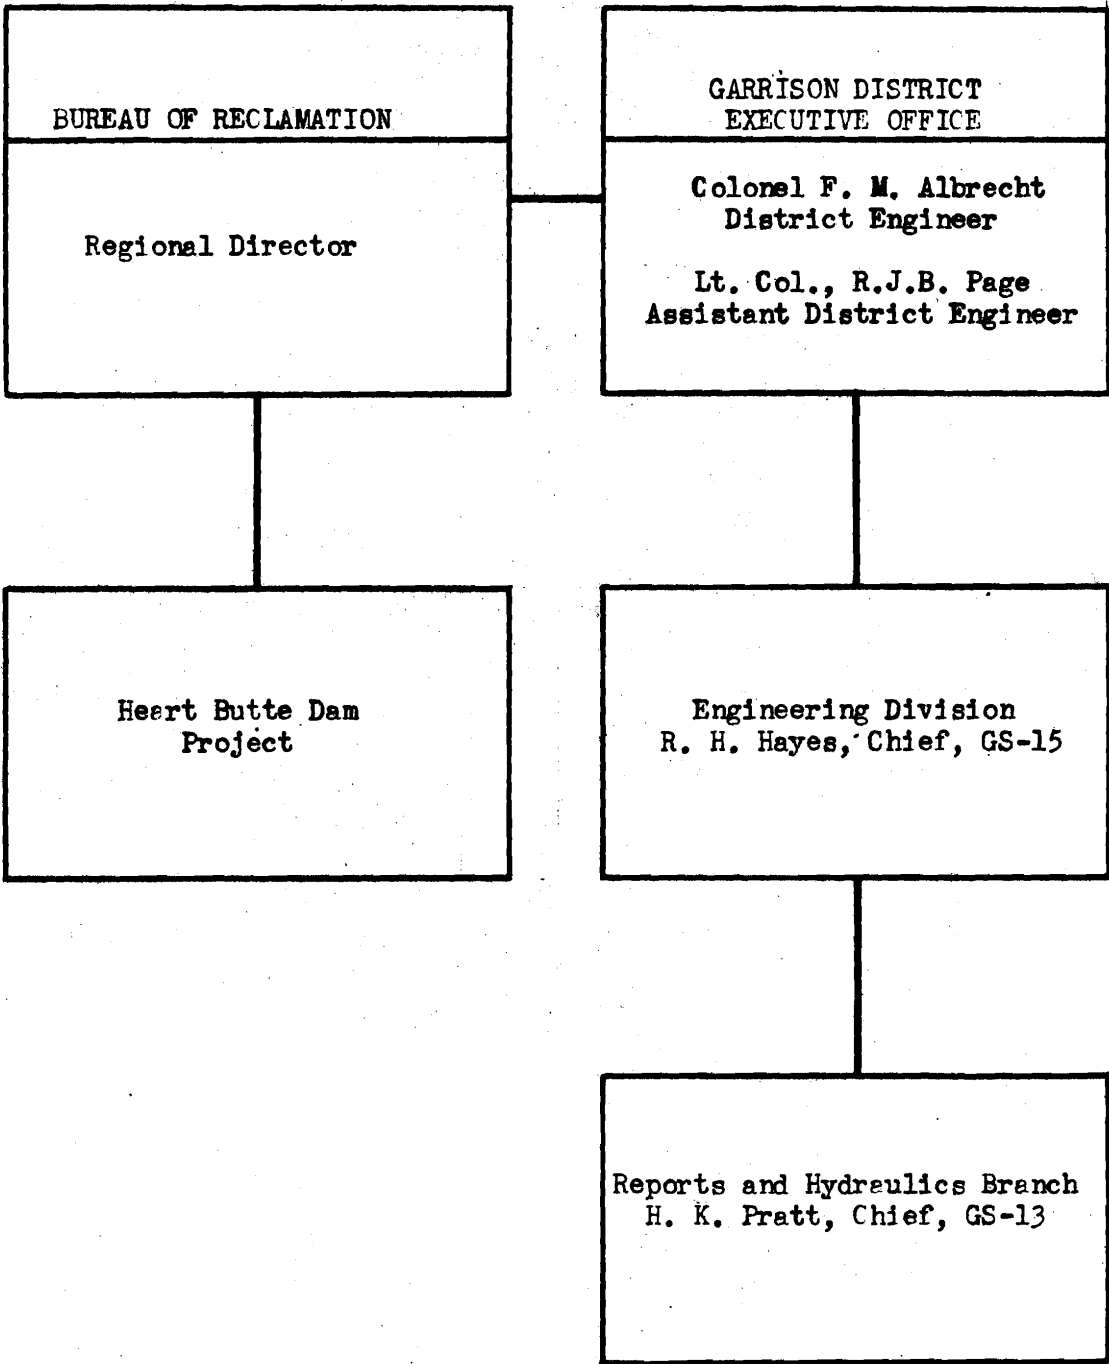 BUREAU OF RECLAMATION
Regional Director
GARRISON DISTRICT
EXECUTIVE OFFICE
Colonel F. M. Albrecht
District Engineer
Lt. Col., R.J.B. Page
Assistant District Engineer
Heart Butte Dam
Project
Engineering Division
R. H. Hayes, Chief, GS-15
Reports and Hydraulics Branch
H. K. Pratt, Chief, GS-13